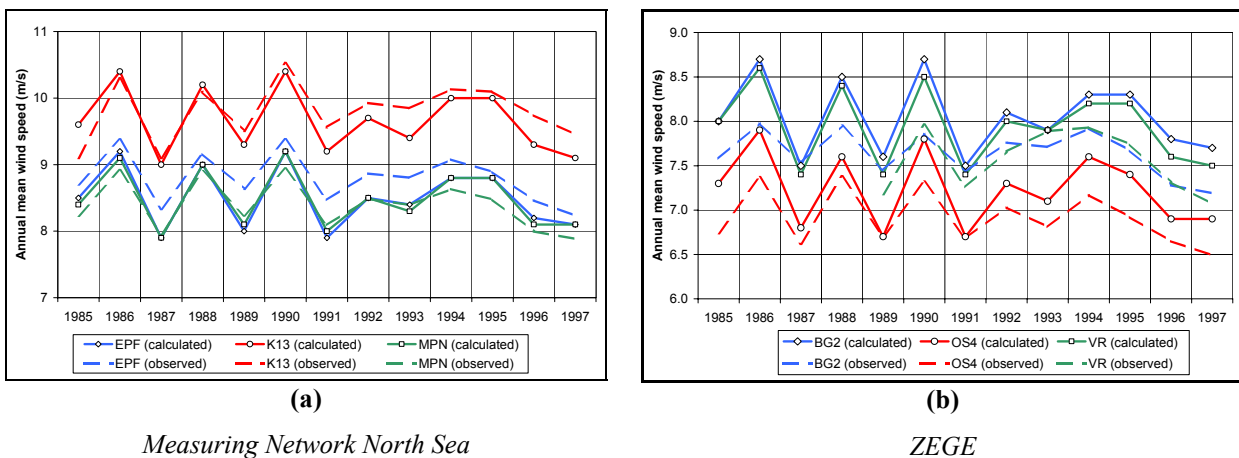 11
10
9
8
7
Annual mean wind speed (m/s)
1985 1986 1987 1988 1989 1990 1991 1992 1993 1994 1995 1996 1997
EPF (calculated) K13 (calculated) MPN (calculated)
EPF (observed) K13 (observed) MPN (observed)
(a)
Measuring Network North Sea
9.0
8.5
8.0
7.5
7.0
6.5
6.0
Annual mean wind speed (m/s)
1985 1986 1987 1988 1989 1990 1991 1992 1993 1994 1995 1996 1997
BG2 (calculated) OS4 (calculated) VR (calculated)
BG2 (observed) OS4 (observed) VR (observed)
(b)
ZEGE